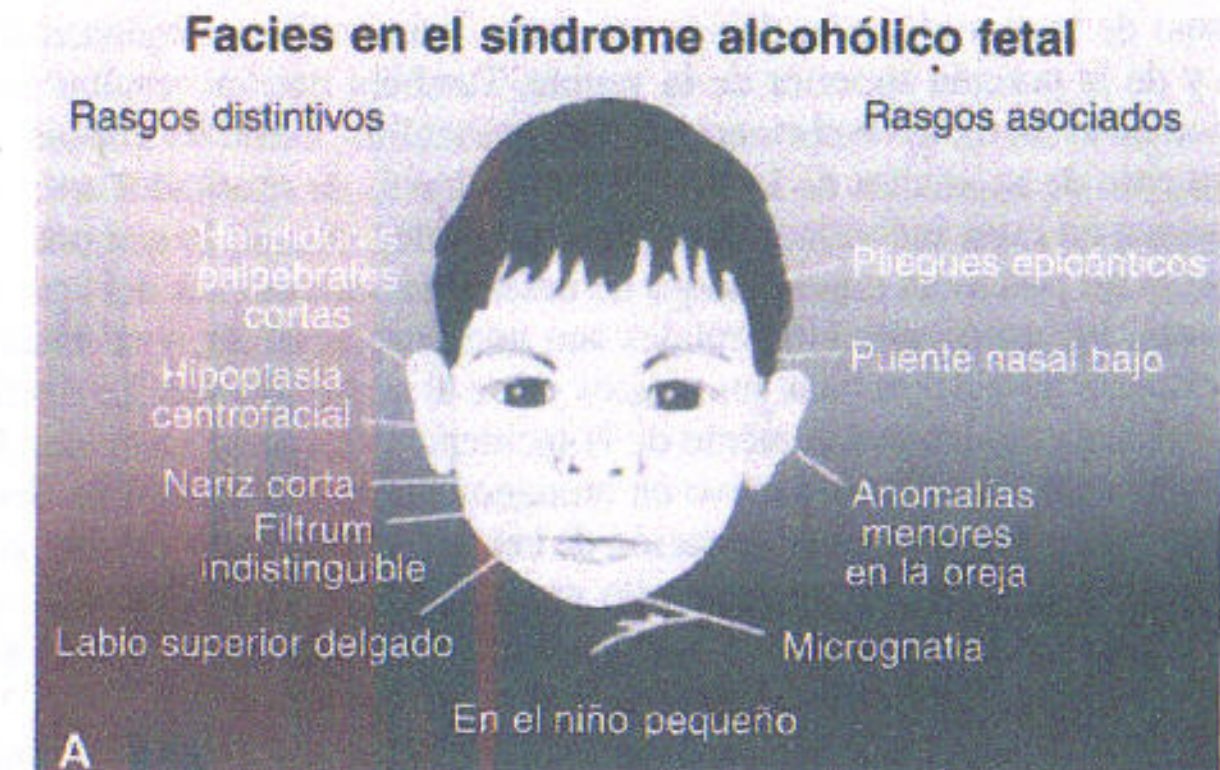 Facies en el síndrome alcohólico fetal
Rasgos distintivos
Rasgos asociados
Hendiduras
palpebrales
cortas
Hipoplasia
centrofacial
Nariz corta
Filtrum
indistinguible
Labio superior delgado
Pliegues epicánticos
Puente nasal bajo
Anomalías
menores
en la oreja
Micrognatia
En el niño pequeño
A